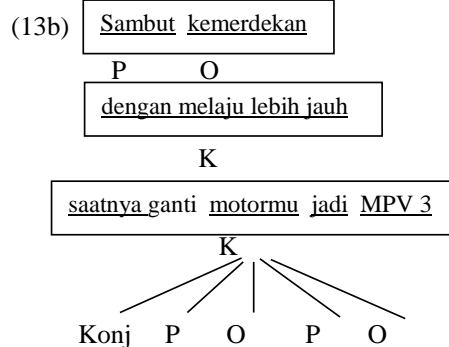 (13b) Sambut kemerdekan
P O
dengan melaju lebih jauh
K
saatnya ganti motormu jadi MPV 3
K
Konj P O P O